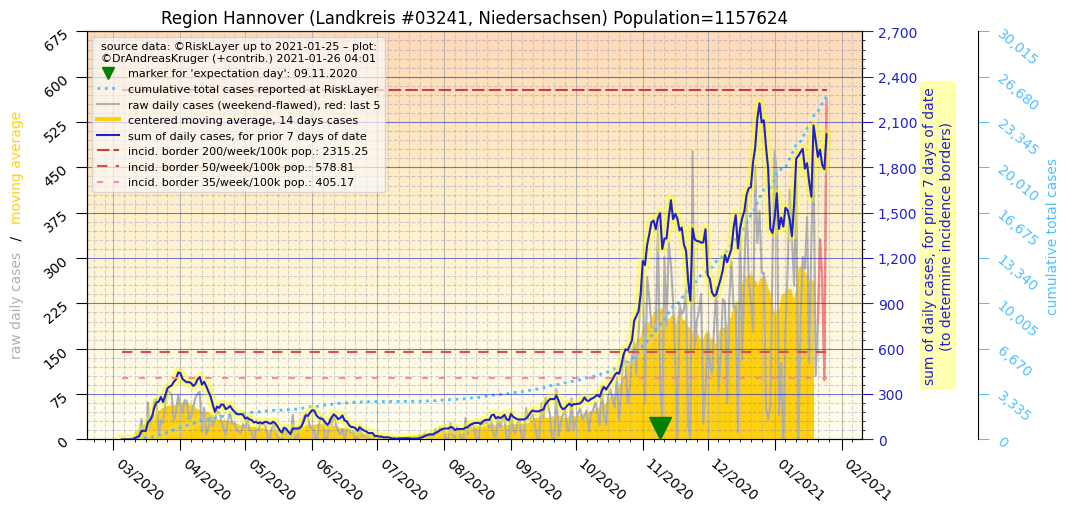 Region Hannover (Landkreis #03241, Niedersachsen) Population=1157624
source data: ©RiskLayer up to 2021-01-25 – plot:
©DrAndreasKruger (+contrib.) 2021-01-26 04:01
marker for 'expectation day': 09.11.2020
cumulative total cases reported at RiskLayer
raw daily cases (weekend-flawed), red: last 5
centered moving average, 14 days cases
sum of daily cases, for prior 7 days of date
incid. border 200/week/100k pop.: 2315.25
incid. border 50/week/100k pop.: 578.81
incid. border 35/week/100k pop.: 405.17
raw daily cases / moving average
675
600
525
450
375
300
225
150
75
0
03/2020
04/2020
05/2020
06/2020
07/2020
08/2020
09/2020
10/2020
11/2020
12/2020
01/2021
02/2021
2,700
2,400
2,100
1,800
1,500
1,200
900
600
300
0
sum of daily cases, for prior 7 days of date
(to determine incidence borders)
30,015
26,680
23,345
20,010
16,675
13,340
10,005
6,670
3,335
0
cumulative total cases